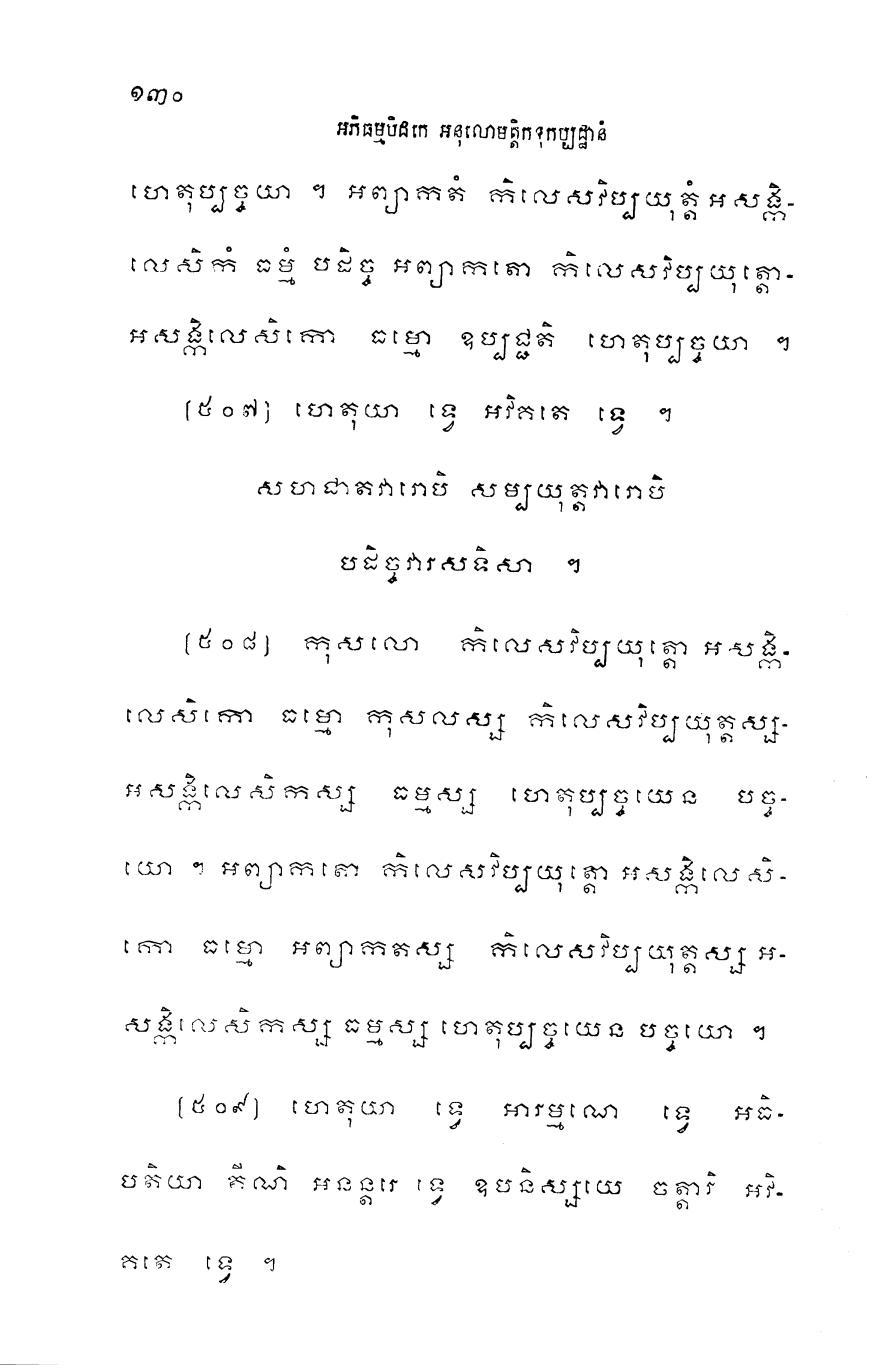 ១៣០
អភិធម្មបិដកេ អនុលោមត្តិកទុកប្បដ្ឋានំ
ហេតុប្បច្ចយា ។ អព្យាកតំ កិលេសវិប្បយុត្តំ អសង្កិ-
លេសិកំ ធម្មំ បដិច្ច អព្យាកតោ កិលេសវិប្បយុត្តោ-
អសង្កិលេសិកោ ធម្មោ ឧប្បជ្ជតិ ហេតុប្បច្ចយា ។
[៥០៧] ហេតុយា ទ្វេ អវិគតេ ទ្វេ ។
សហជាតវារោបិ សម្បយុត្តវារោបិ
បដិច្ចវារសទិសា ។
[៥០៨] កុសលោ កិលេសវិប្បយុត្តោ អសង្កិ-
លេសិកោ ធម្មោ កុសលស្ស កិលេសវិប្បយុត្តស្ស-
អសង្កិលេសិកស្ស ធម្មស្ស ហេតុប្បច្ចយេន បច្ច-
យោ ។ អព្យាកតោ កិលេសវិប្បយុត្តោ អសង្កិលេសិ-
កោ ធម្មោ អព្យាកតស្ស កិលេសវិប្បយុត្តស្ស អ-
សង្កិលេសិកស្ស ធម្មស្ស ហេតុប្បច្ចយេន បច្ចយោ ។
[៥០៩] ហេតុយា ទ្វេ អារម្មណេ ទ្វេ អធិ-
បតិយា តីណិ អនន្តរេ ទ្វេ ឧបនិស្សយេ ចត្តារិ អវិ-
គតេ ទ្វេ ។